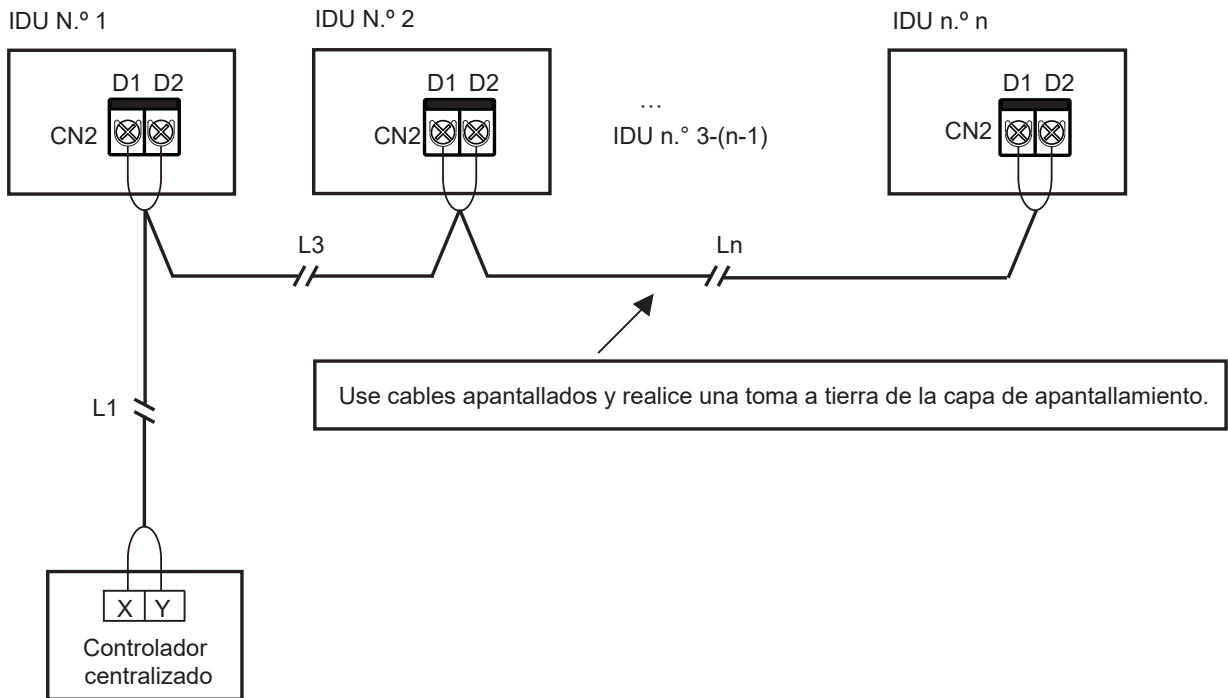 IDU N.º 1
IDU N.º 2
IDU n.º n
D1 D2
CN2
D1 D2
CN2
...
IDU n.° 3-(n-1)
D1 D2
CN2
L3
Ln
L1
Use cables apantallados y realice una toma a tierra de la capa de apantallamiento.
X Y
Controlador
centralizado